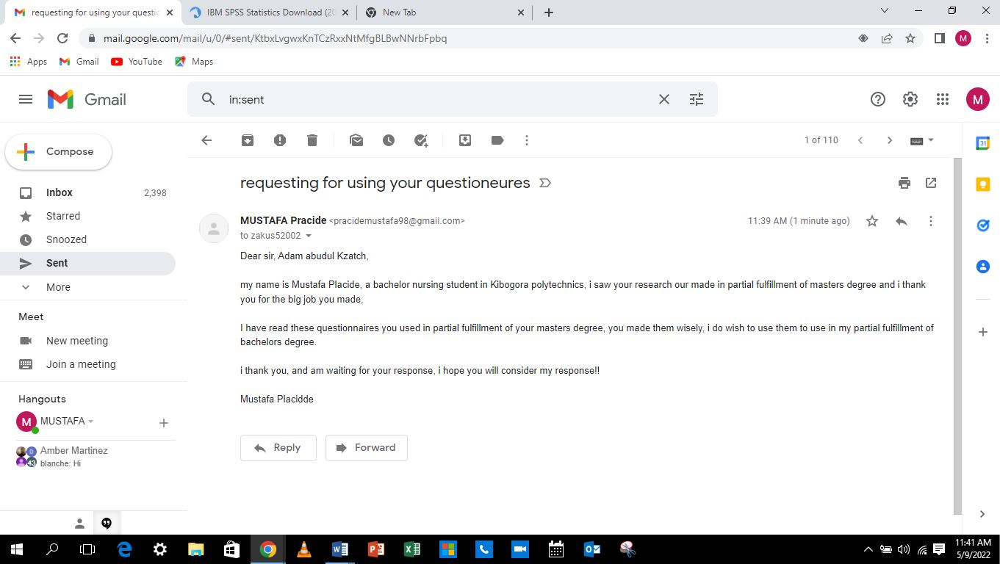 requesting for using your questic
IBM SPSS Statistics Download (20
New Tab
mail.google.com/mail/u/0/#sent/KtbxLvgwxKnTCzRxxNtMfgBLBwNNrbFpbq
M
Apps
Gmail
YouTube
Maps
Gmail
in:sent
M
Compose
1 of 110
31
Inbox 2,398
Starred
Snoozed
Sent
More
Meet
New meeting
Join a meeting
Hangouts
M MUSTAFA
Amber Martinez
43 blanche: Hi
requesting for using your questioneures
MUSTAFA Pracide <pracidemustafa98@gmail.com>
11:39 AM (1 minute ago)
to zakus52002
Dear sir, Adam abudul Kzatch,
my name is Mustafa Placide, a bachelor nursing student in Kibogora polytechnics, i saw your research our made in partial fulfillment of masters degree and i thank
you for the big job you made,
I have read these questionnaires you used in partial fulfillment of your masters degree, you made them wisely, i do wish to use them to use in my partial fulfillment of
bachelors degree.
i thank you, and am waiting for your response, i hope you will consider my response!!
Mustafa Placidde
Reply
Forward
11:41 AM
5/9/2022